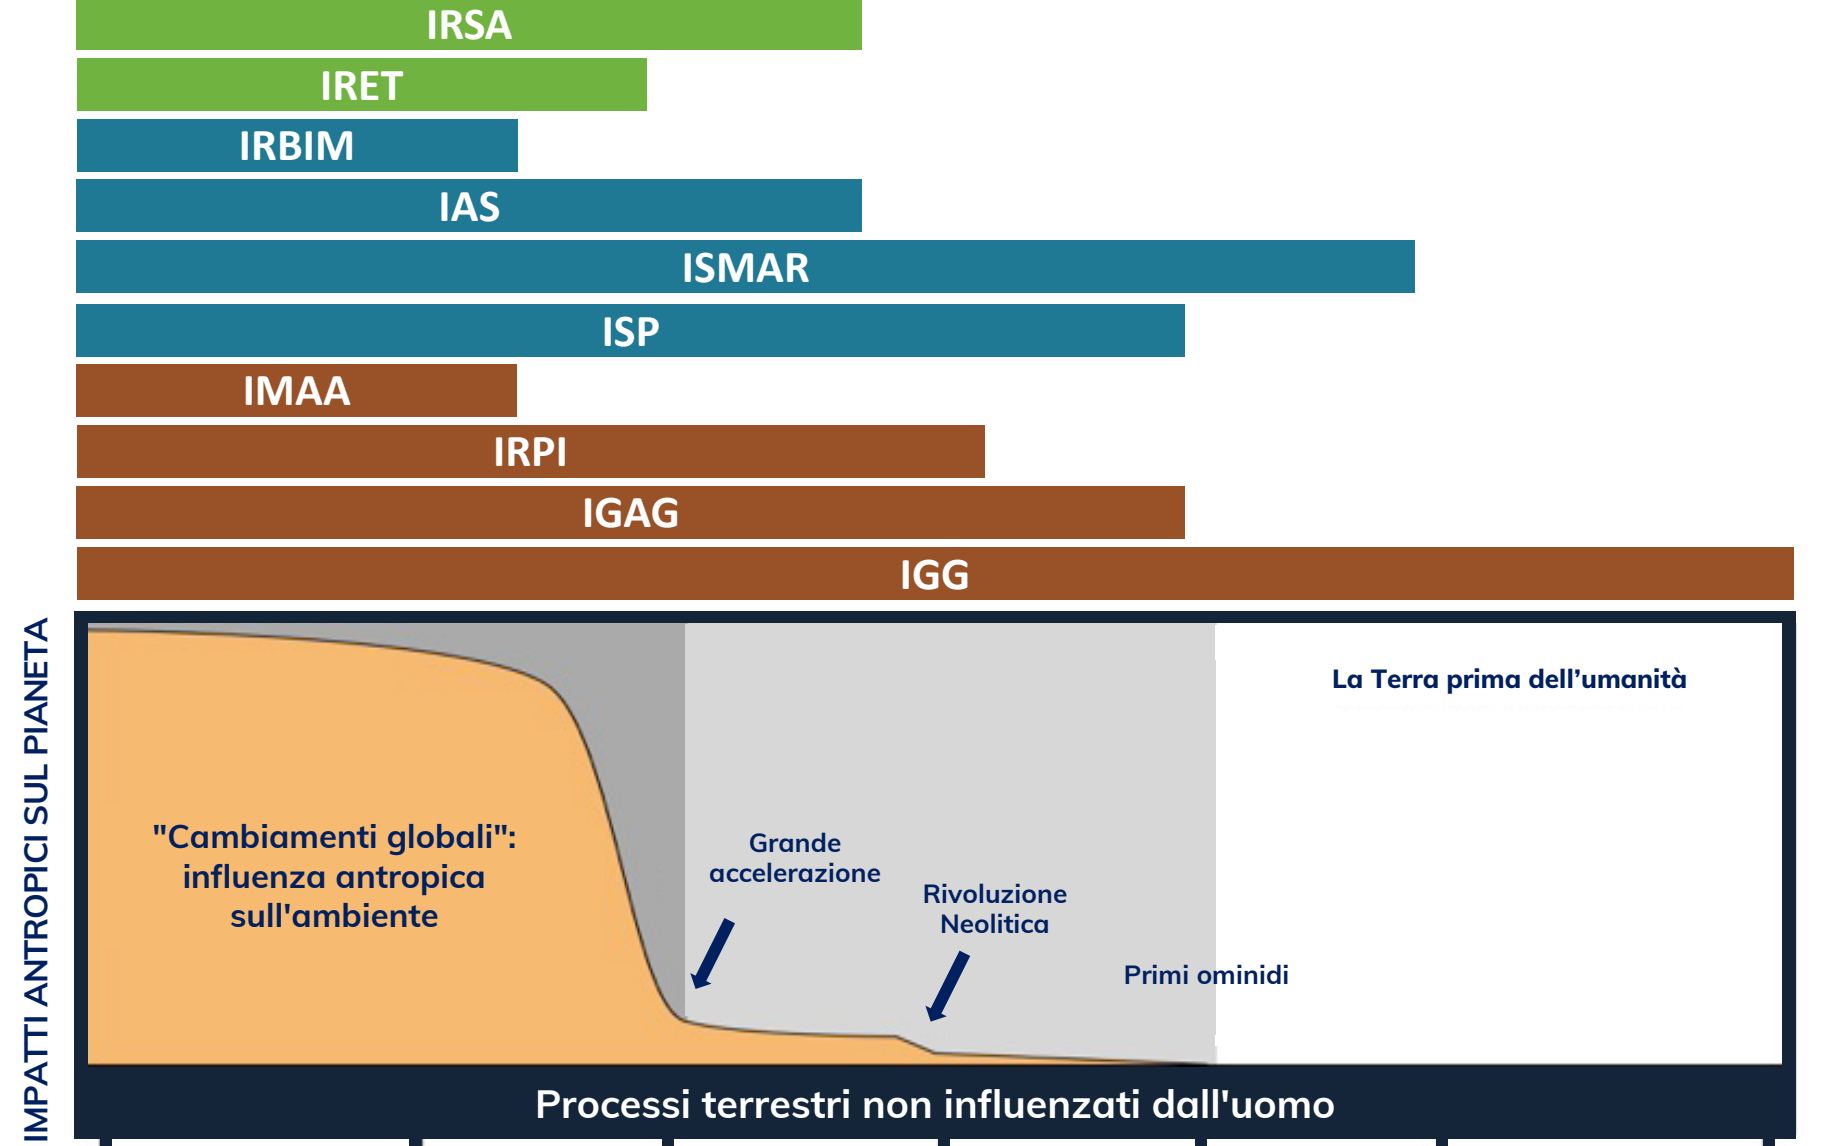 IRSA
IRET
IRBIM
IAS
ISMAR
ISP
IMAA
IRPI
IGAG
IGG
IMPATTI ANTROPICI SUL PIANETA
La Terra prima dell’umanità
"Cambiamenti globali":
influenza antropica
sull'ambiente
Grande
accelerazione
Rivoluzione
Neolitica
Primi ominidi
Processi terrestri non influenzati dall'uomo